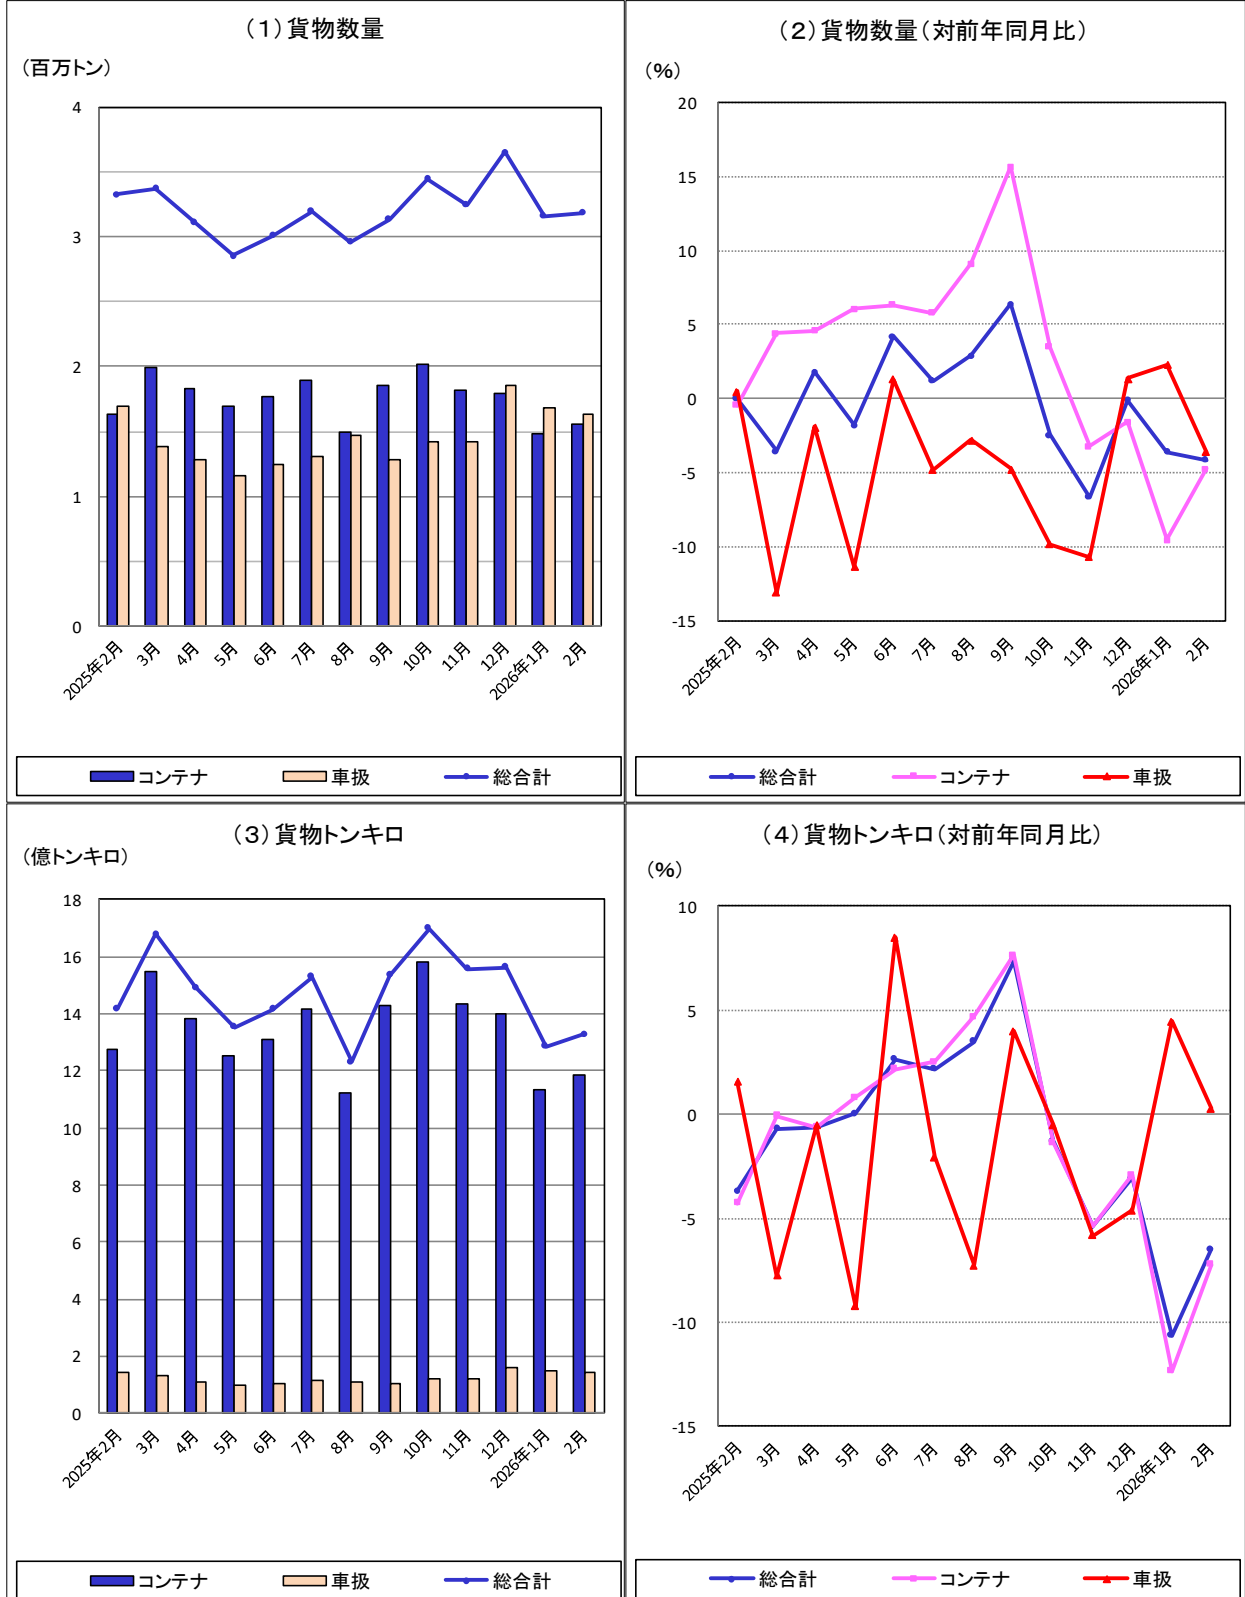 （1）貨物数量
（百万トン）
4
3
2
1
0
2025年2月 3月 4月 5月 6月 7月 8月 9月 10月 11月 12月 2026年1月 2月
コンテナ 車扱 総合計
（2）貨物数量（対前年同月比）
（%）
20
15
10
5
0
-5
-10
-15
2025年2月 3月 4月 5月 6月 7月 8月 9月 10月 11月 12月 2026年1月 2月
総合計 コンテナ 車扱
（3）貨物トンキロ
（億トンキロ）
18
16
14
12
10
8
6
4
2
0
2025年2月 3月 4月 5月 6月 7月 8月 9月 10月 11月 12月 2026年1月 2月
コンテナ 車扱 総合計
（4）貨物トンキロ（対前年同月比）
（%）
10
5
0
-5
-10
-15
2025年2月 3月 4月 5月 6月 7月 8月 9月 10月 11月 12月 2026年1月 2月
総合計 コンテナ 車扱